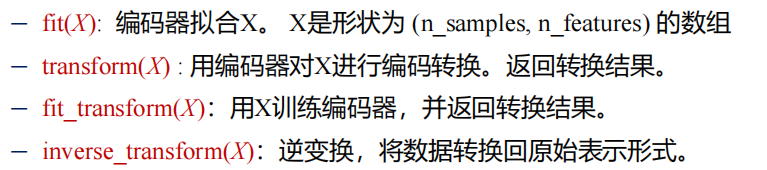 – fit(X): 编码器拟合X。 X是形状为 (n_samples, n_features) 的数组
– transform(X) : 用编码器对X进行编码转换。返回转换结果。
– fit_transform(X)：用X训练编码器，并返回转换结果。
– inverse_transform(X)：逆变换，将数据转换回原始表示形式。